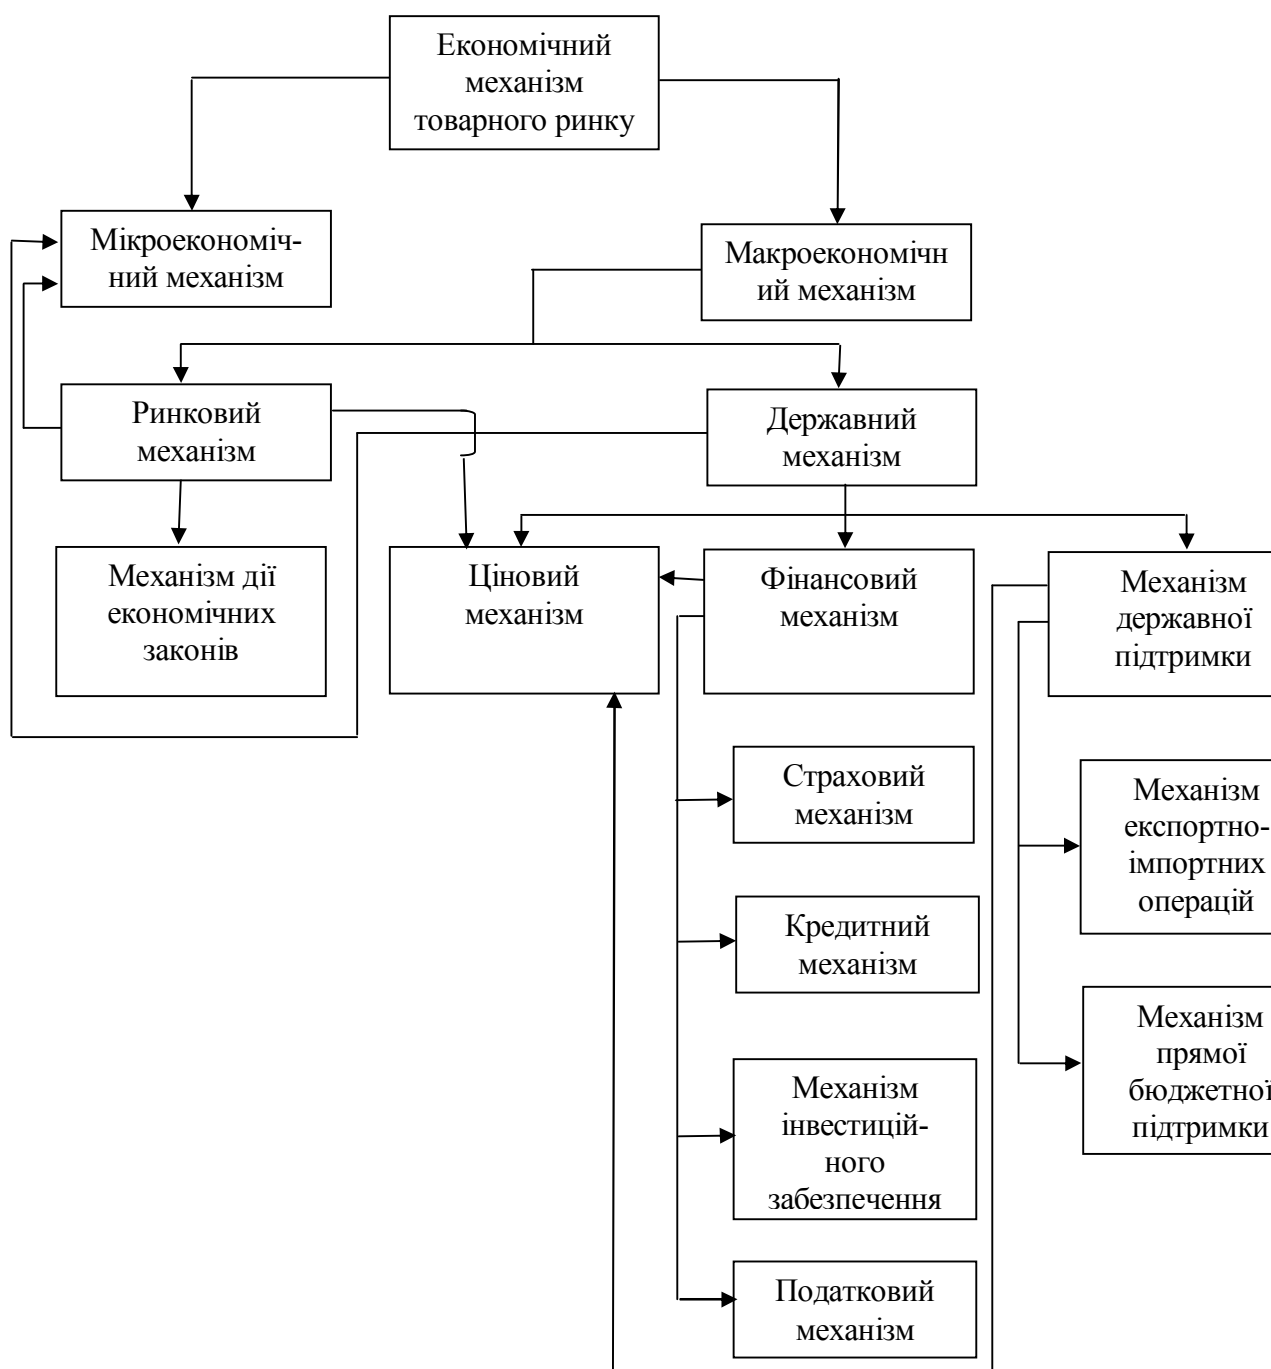 Економічний
механізм
товарного ринку
Мікроекономіч-
ний механізм
Макроекономічн
ий механізм
Ринковий
механізм
Державний
механізм
Механізм дії
економічних
законів
Ціновий
механізм
Фінансовий
механізм
Механізм
державної
підтримки
Страховий
механізм
Механізм
експортно-
імпортних
операцій
Кредитний
механізм
Механізм
прямої
бюджетної
підтримки
Механізм
інвестицій-
ного
забезпечення
Податковий
механізм